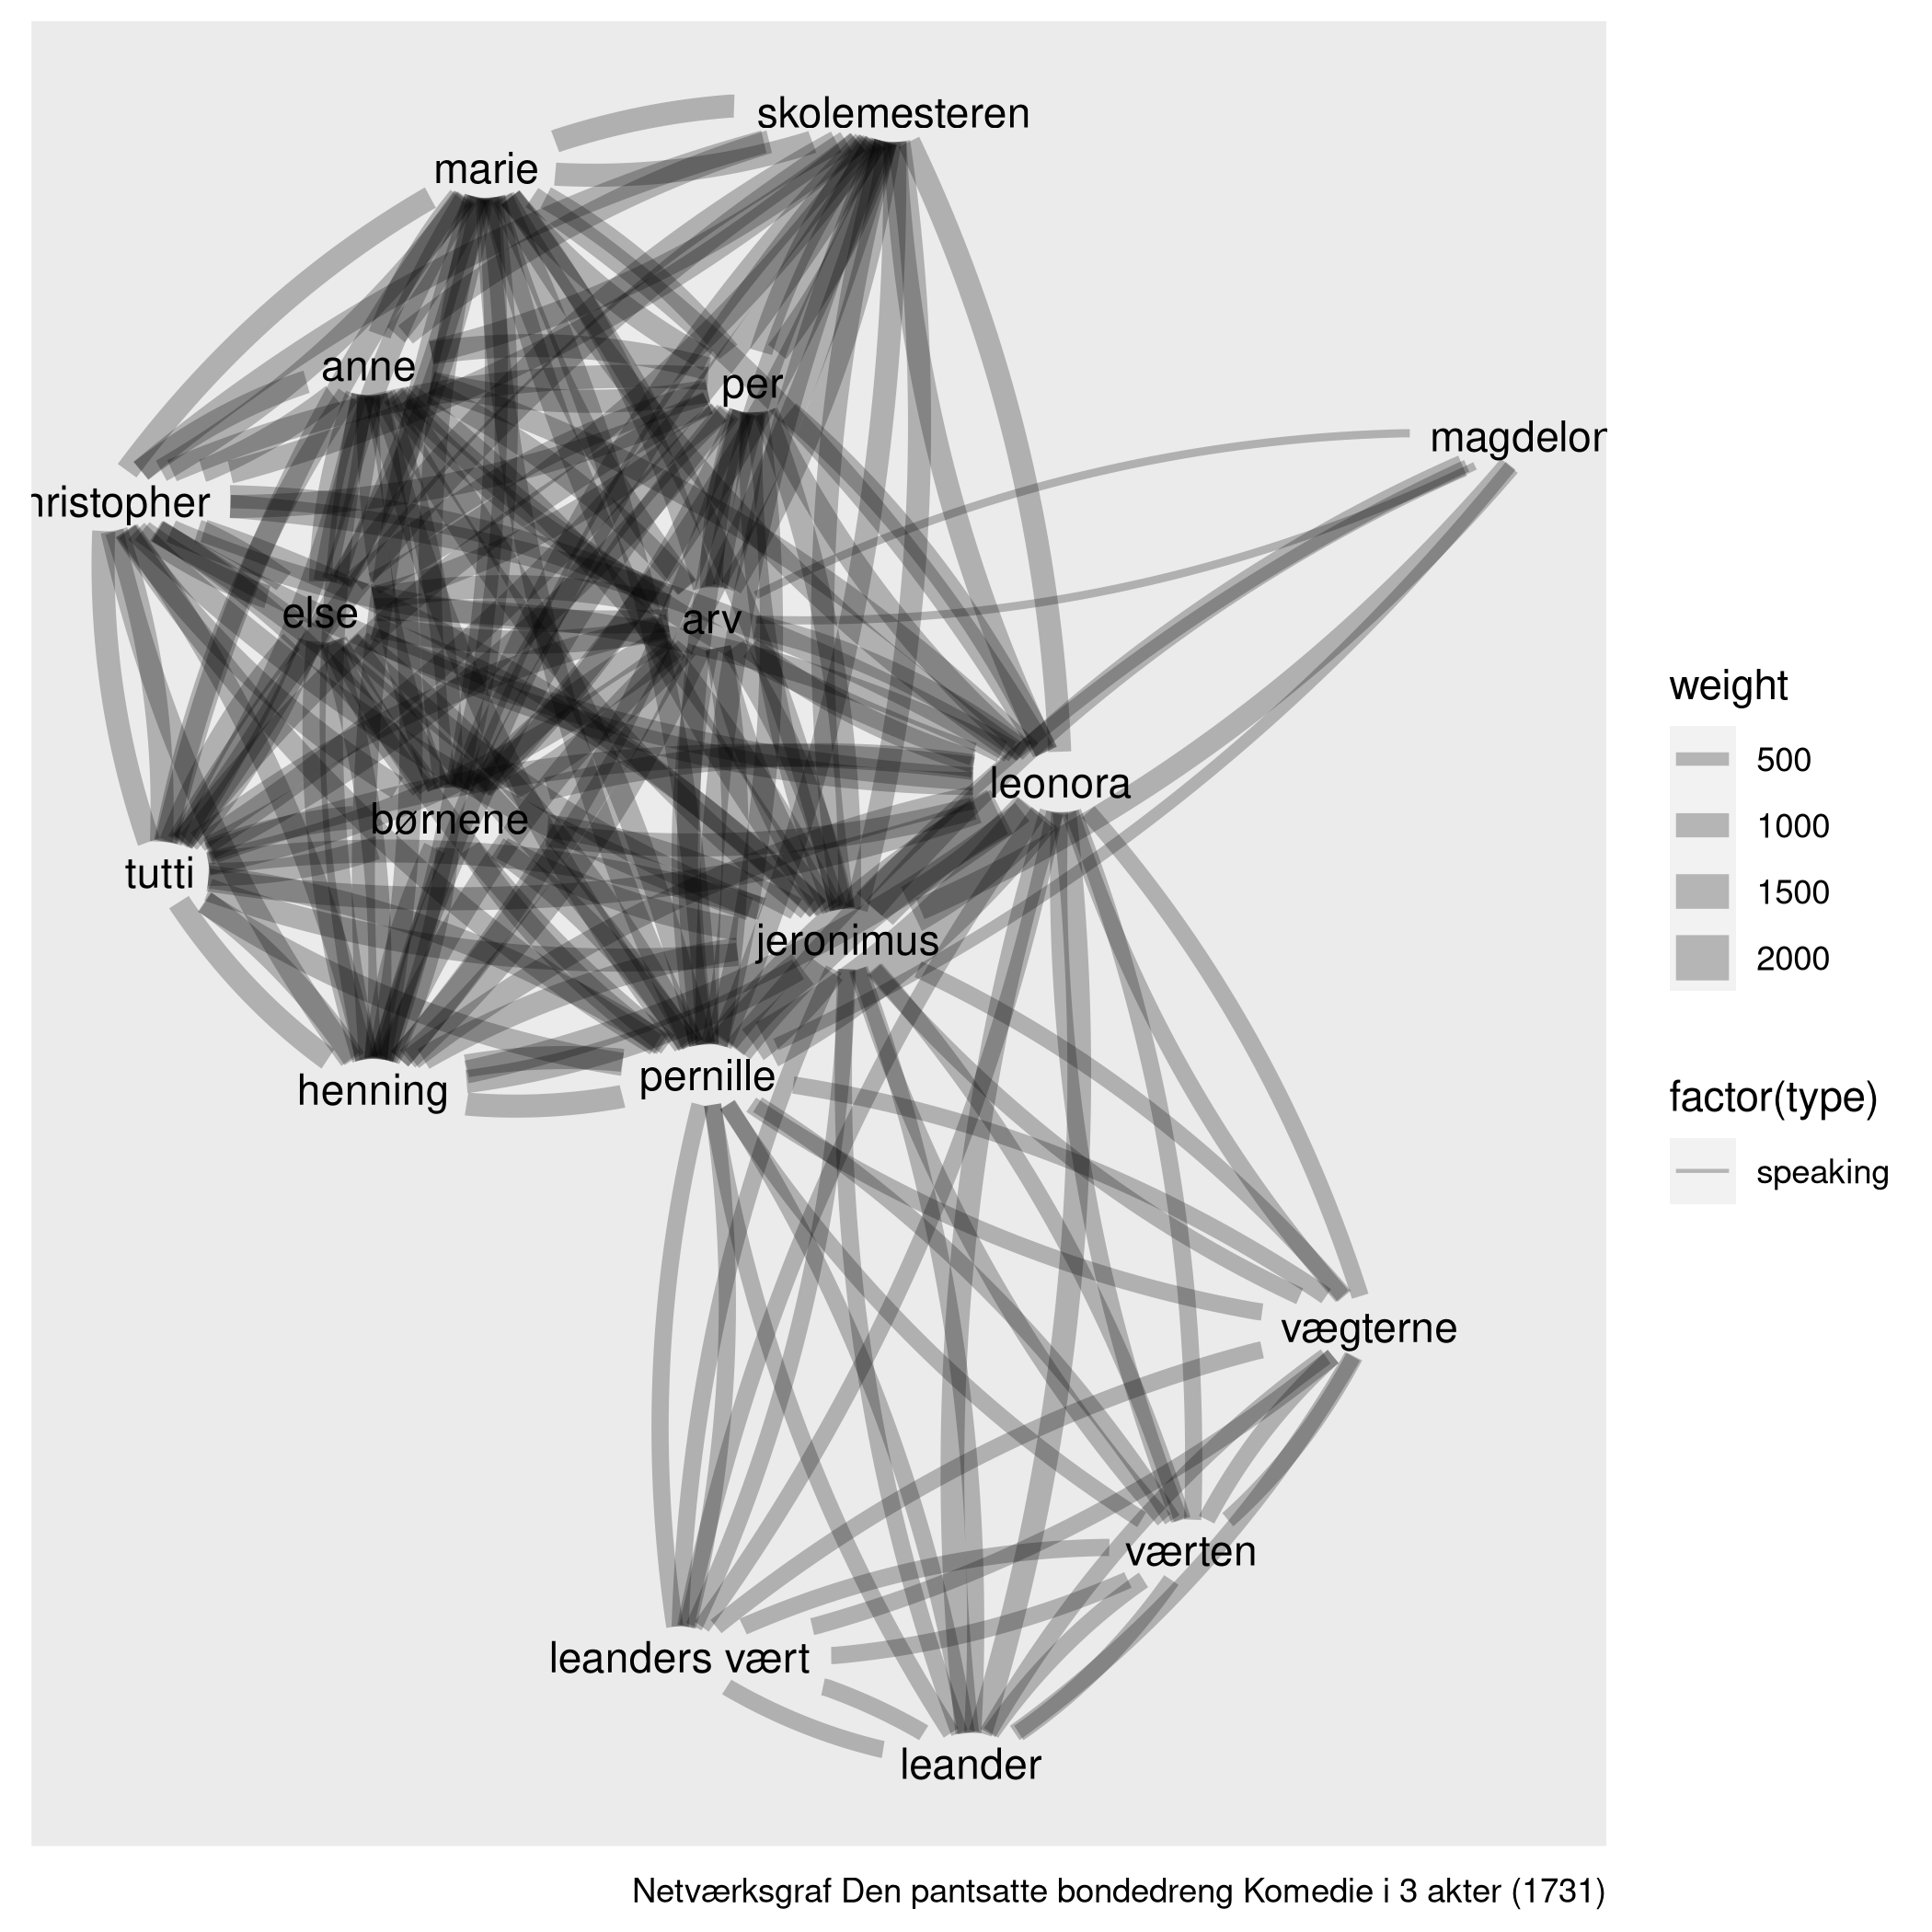 skolemesteren
marie
anne
per
magdelon
hristopher
else
arv
leonora
børnene
tutti
jeronimus
henning
pernille
vægterne
værten
leanders vært
leander
weight
500
1000
1500
2000
factor(type)
speaking
Netværksgraf Den pantsatte bondedreng Komedie i 3 akter (1731)